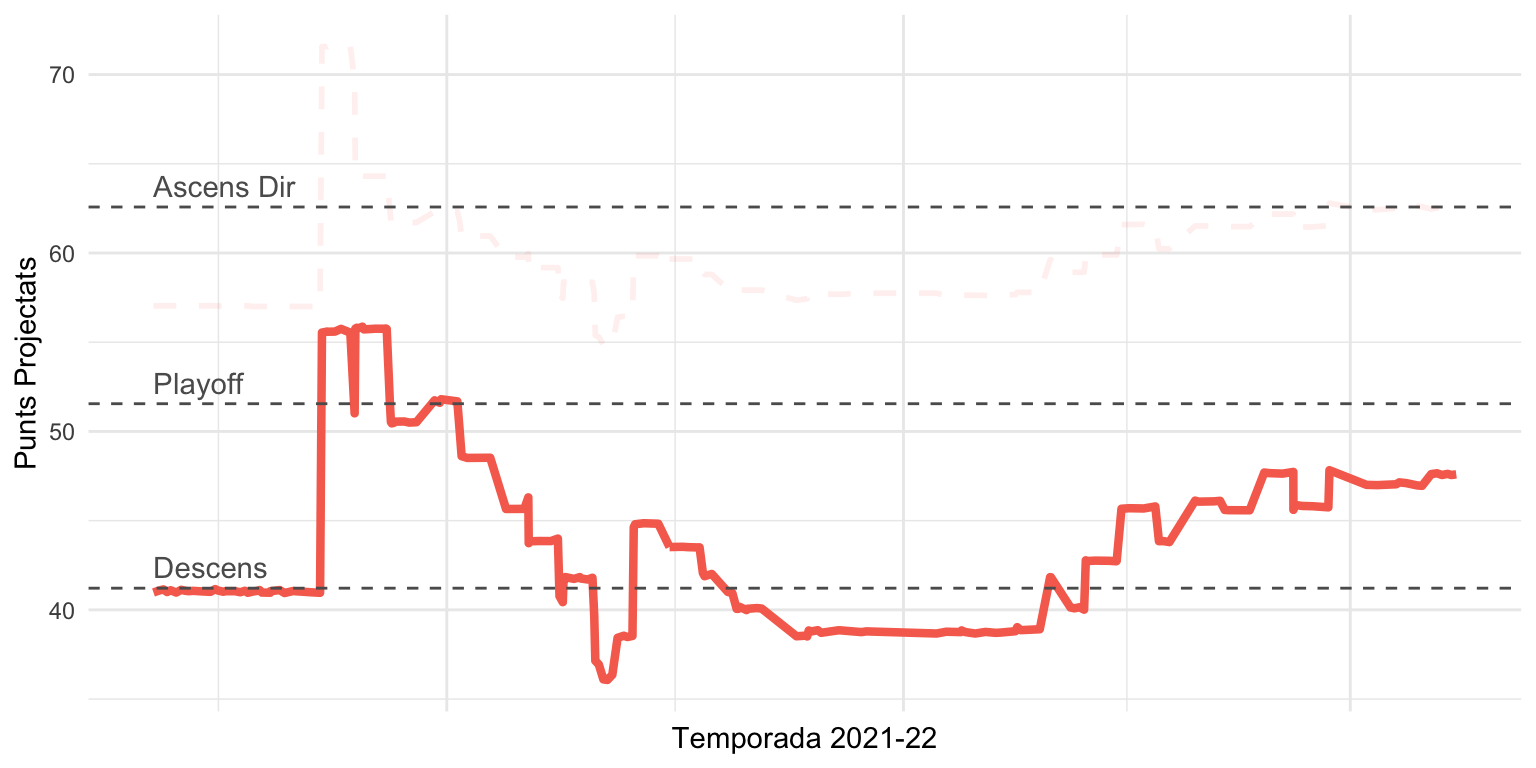 70
Ascens Dir
60
Playoff
50
Descens
40
Punts Projectats
Temporada 2021-22